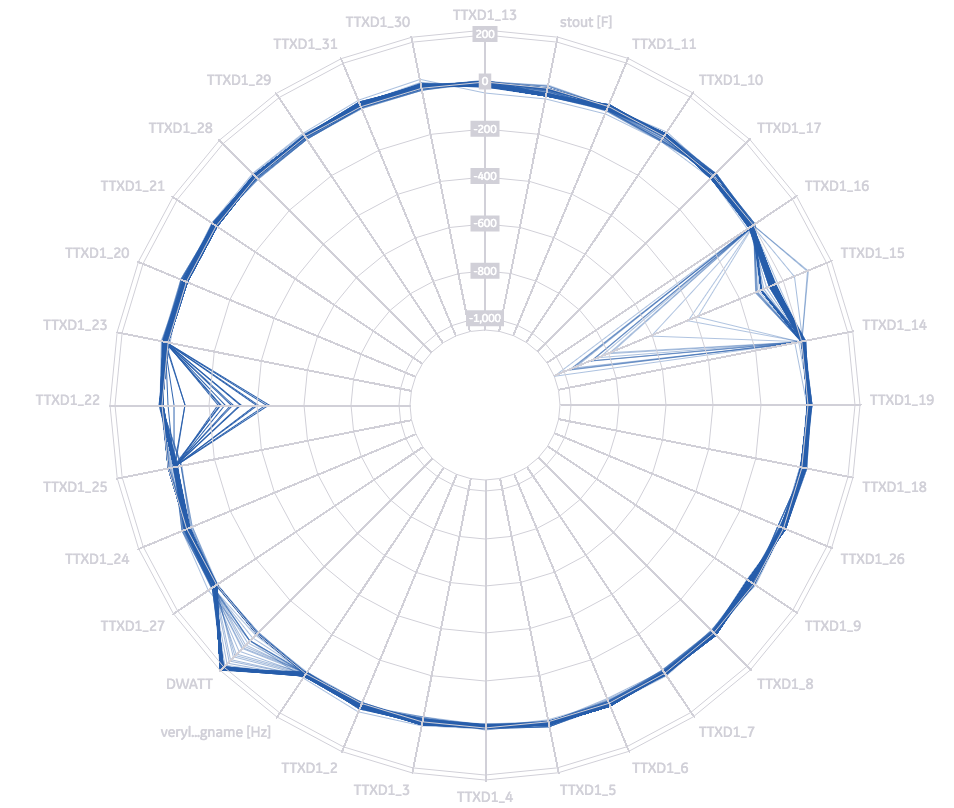 TTXD1_13
stout [F]
TTXD1_11
TTXD1_10
TTXD1_17
TTXD1_16
TTXD1_15
TTXD1_14
TTXD1_19
TTXD1_18
TTXD1_26
TTXD1_9
TTXD1_8
TTXD1_7
TTXD1_6
TTXD1_5
TTXD1_4
TTXD1_3
TTXD1_2
veryl_gname [Hz]
DWATT
TTXD1_27
TTXD1_24
TTXD1_25
TTXD1_22
TTXD1_23
TTXD1_20
TTXD1_21
TTXD1_28
TTXD1_29
TTXD1_31
TTXD1_30
200
0
-200
-400
-600
-800
-1,000